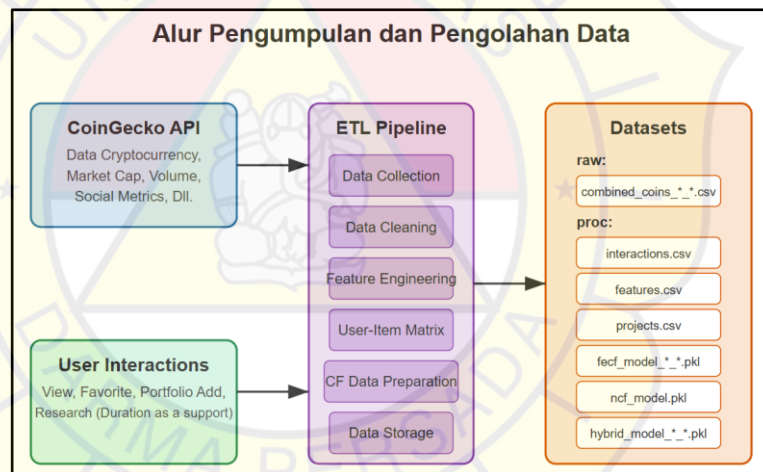 Alur Pengumpulan dan Pengolahan Data
CoinGecko API
Data Cryptocurrency,
Market Cap, Volume,
Social Metrics, Dll.
User Interactions
View, Favorite, Portfolio Add,
Research (Duration as a support)
ETL Pipeline
Data Collection
Data Cleaning
Feature Engineering
User-Item Matrix
CF Data Preparation
Data Storage
Datasets
raw:
combined_coins_*_*.csv
proc:
interactions.csv
features.csv
projects.csv
fecf_model_*_*.pkl
ncf_model.pkl
hybrid_model_*_*.pkl
DARMA PERSADA